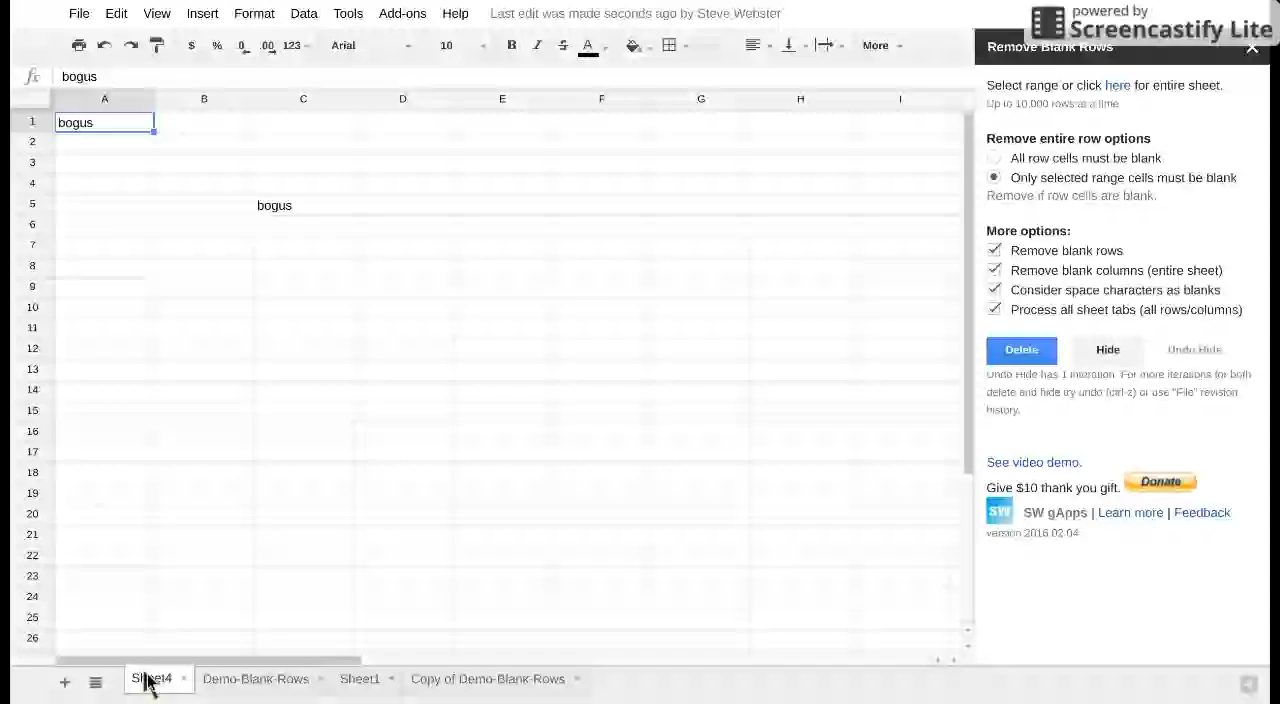 powered by
Screencastify Lite
File Edit View Insert Format Data Tools Add-ons Help Last edit was made seconds ago by Steve Webster
$ % .0 .00 123 Arial 10 B I S A More
Remove Blank Rows
fx bogus
A B C D E F G H I
1 bogus
2
3
4
5 bogus
6
7
8
9
10
11
12
13
14
15
16
17
18
19
20
21
22
23
24
25
26
Select range or click here for entire sheet.
Up to 10,000 rows at a time
Remove entire row options
All row cells must be blank
Only selected range cells must be blank
Remove if row cells are blank.
More options:
Remove blank rows
Remove blank columns (entire sheet)
Consider space characters as blanks
Process all sheet tabs (all rows/columns)
Delete Hide Undo Hide
Undo Hide has 1 interation. For more iterations for both
delete and hide try undo (ctrl-z) or use "File" revision
history.
See video demo.
Give $10 thank you gift. Donate
SW SW gApps | Learn more | Feedback
version 2016.02.04
+ Sheet4 Demo-Blank-Rows Sheet1 Copy of Demo-Blank-Rows